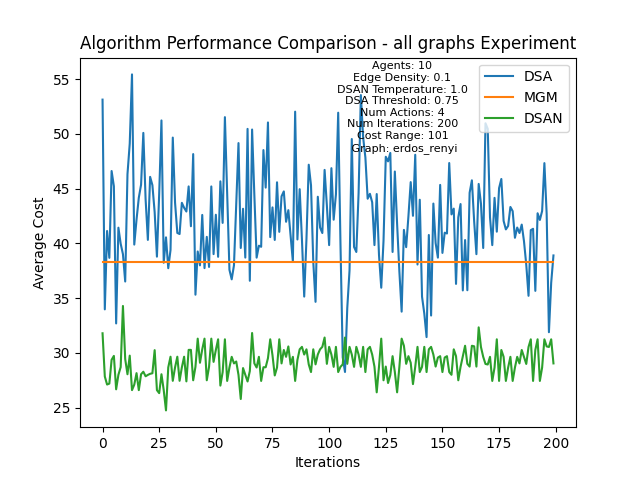 Algorithm Performance Comparison - all graphs Experiment
Agents: 10
Edge Density: 0.1
DSAN Temperature: 1.0
DSA Threshold: 0.75
Num Actions: 4
Num Iterations: 200
Cost Range: 101
Graph: erdos_renyi
DSA
MGM
DSAN
Average Cost
55
50
45
40
35
30
25
0
25
50
75
100
125
150
175
200
Iterations